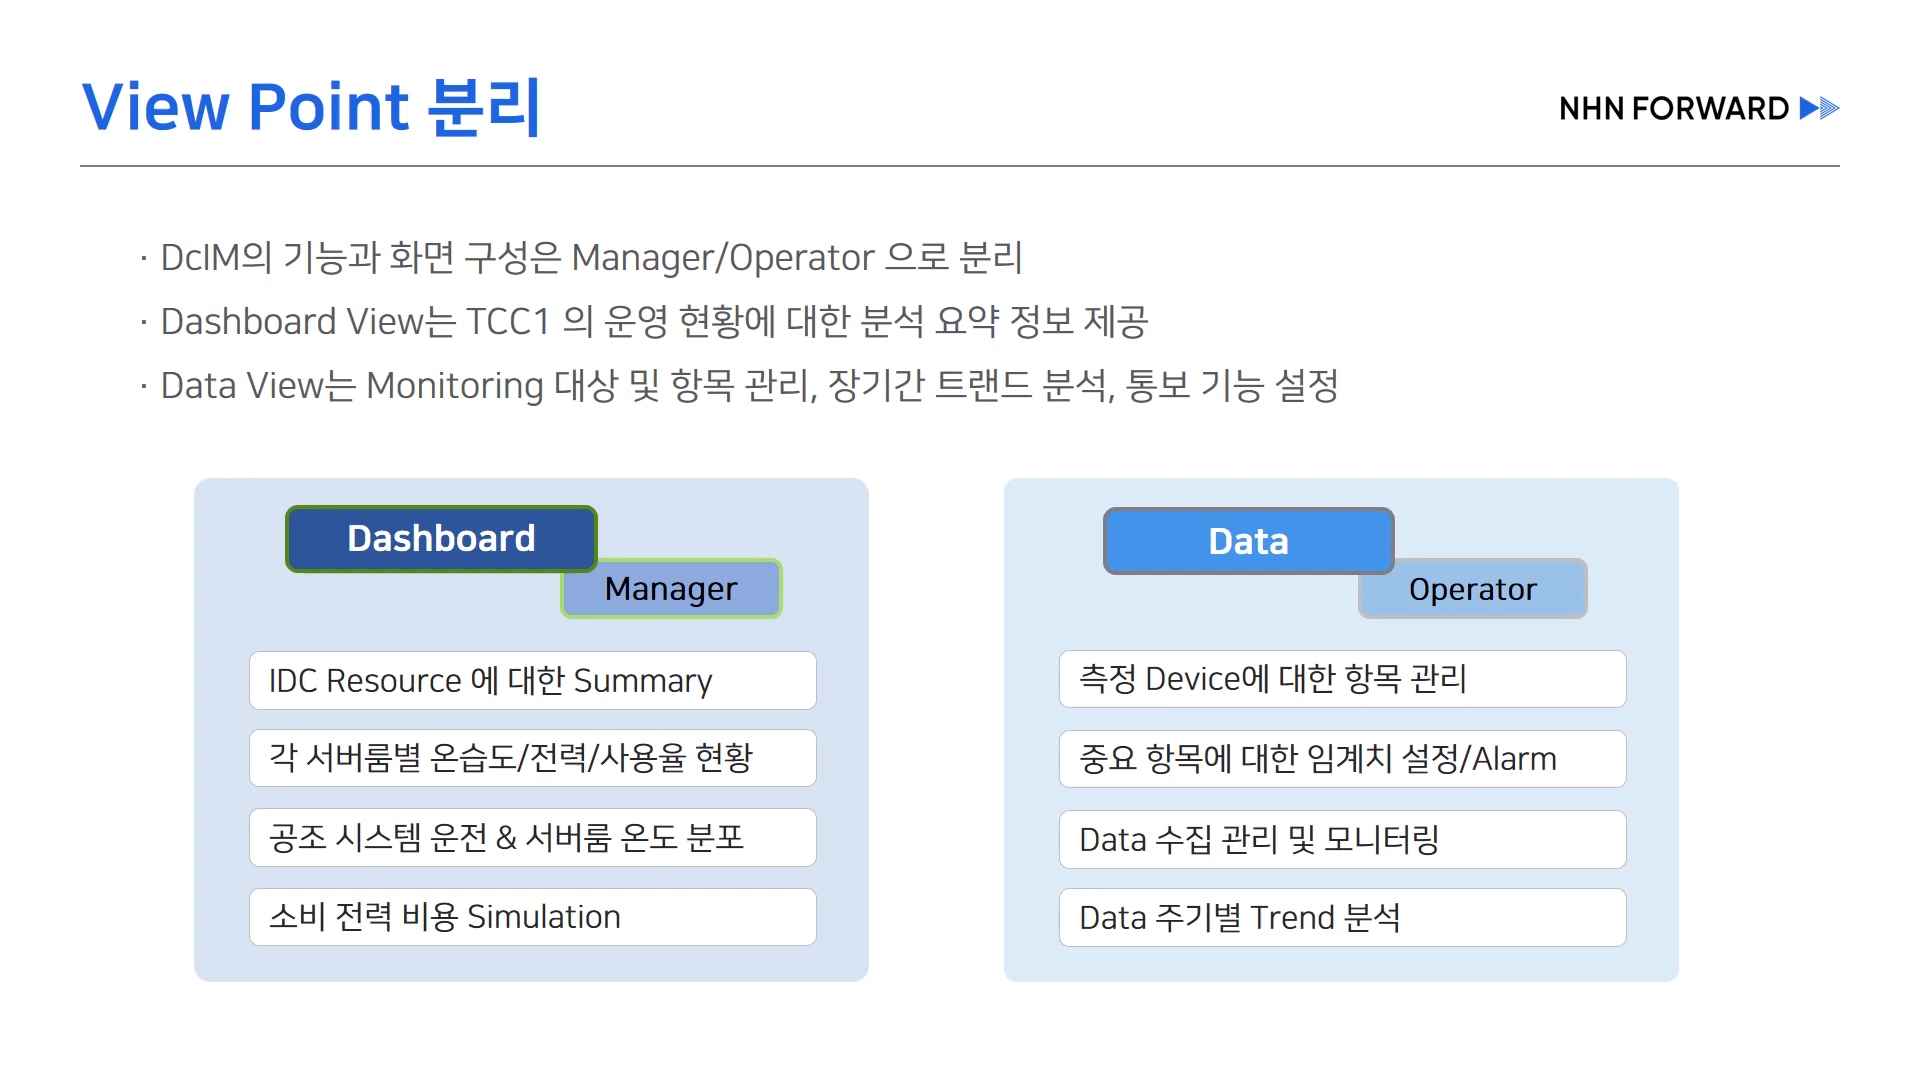 View Point 분리
NHN FORWARD
· DcIM의 기능과 화면 구성은 Manager/Operator 으로 분리
· Dashboard View는 TCC1 의 운영 현황에 대한 분석 요약 정보 제공
· Data View는 Monitoring 대상 및 항목 관리, 장기간 트랜드 분석, 통보 기능 설정
Dashboard
Manager
IDC Resource 에 대한 Summary
각 서버룸별 온습도/전력/사용율 현황
공조 시스템 운전 & 서버룸 온도 분포
소비 전력 비용 Simulation
Data
Operator
측정 Device에 대한 항목 관리
중요 항목에 대한 임계치 설정/Alarm
Data 수집 관리 및 모니터링
Data 주기별 Trend 분석